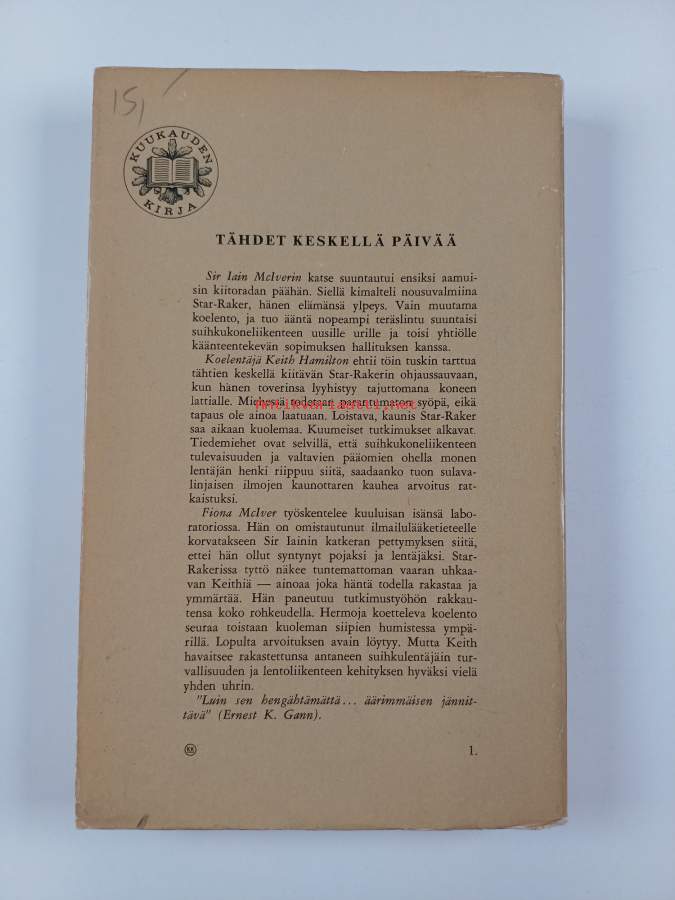 15,
KUUKAUDEN
KIRJA
TÄHDET KESKELLÄ PÄIVÄÄ
Sir Iain McIverin katse suuntautui ensiksi aamui-
sin kiitoradan päähän. Siellä kimalteli nousuvalmiina
Star-Raker, hänen elämänsä ylpeys. Vain muutama
koelento, ja tuo ääntä nopeampi teräslintu suuntaisi
suihkukoneliikenteen uusille urille ja toisi yhtiölle
käänteentekevän sopimuksen hallituksen kanssa.
Koelentäjä Keith Hamilton ehtii töin tuskin tarttua
tähtien keskellä kiitävän Star-Rakerin ohjaussauvaan,
kun hänen toverinsa lyyhistyy tajuttomana koneen
lattialle. Miehessä todetaan parantumaton syöpä, eikä
Antikvariaatti.net
tapaus ole ainoa laatuaan. Loistava, kaunis Star-Raker
saa aikaan kuolemaa. Kuumeiset tutkimukset alkavat.
Tiedemiehet ovat selvillä, että suihkukoneliikenteen
tulevaisuuden ja valtavien pääomien ohella monen
lentäjän henki riippuu siitä, saadaanko tuon sulava-
linjaisen ilmojen kaunottaren kauhea arvoitus rat-
kaistuksi.
Fiona McIver työskentelee kuuluisan isänsä labo-
ratoriossa. Hän on omistautunut ilmailulääketieteelle
korvatakseen Sir Iainin katkeran pettymyksen siitä,
ettei hän ollut syntynyt pojaksi ja lentäjäksi. Star-
Rakerissa tyttö näkee tuntemattoman vaaran uhkaa-
van Keithiä — ainoaa joka häntä todella rakastaa ja
ymmärtää. Hän paneutuu tutkimustyöhön rakkau-
tensa koko rohkeudella. Hermoja koetteleva koelento
seuraa toistaan kuoleman siipien humistessa ympä-
rillä. Lopulta arvoituksen avain löytyy. Mutta Keith
havaitsee rakastettunsa antaneen suihkulentäjäin tur-
vallisuuden ja lentoliikenteen kehityksen hyväksi vielä
yhden uhrin.
"Luin sen hengähtämättä... äärimmäisen jännit-
tävä" (Ernest K. Gann).
KK
1.